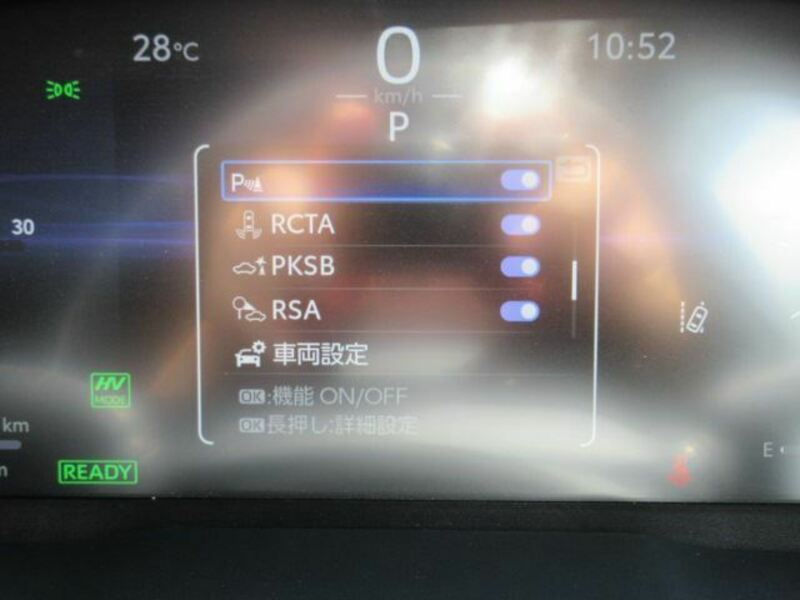 28°C
0
10:52
km/h
P
P
30
RCTA
PKSB
RSA
車両設定
HV
MODE
OK:機能 ON/OFF
OK長押し:詳細設定
km
READY
E